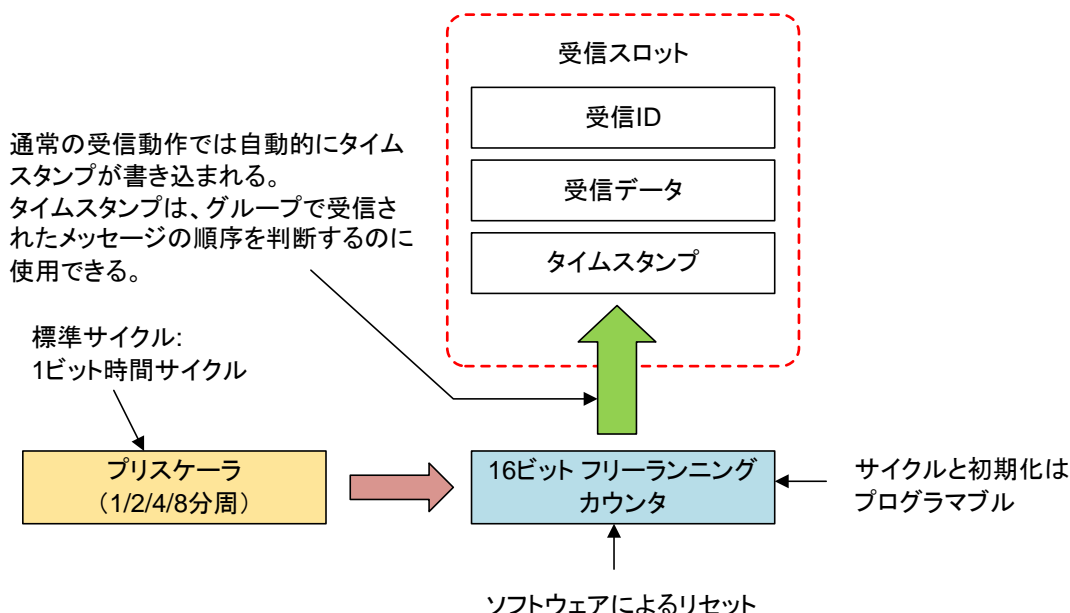 受信スロット
受信ID
受信データ
タイムスタンプ
通常の受信動作では自動的にタイム
スタンプが書き込まれる。
タイムスタンプは、グループで受信さ
れたメッセージの順序を判断するのに
使用できる。
標準サイクル:
1ビット時間サイクル
プリスケーラ
（1/2/4/8分周）
16ビット フリーランニング
カウンタ
サイクルと初期化は
プログラマブル
ソフトウェアによるリセット